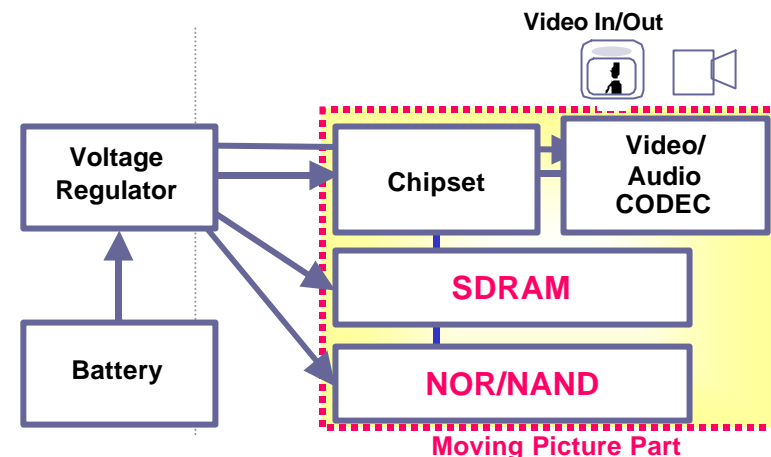 Video In/Out
Voltage
Regulator
Chipset
Video/
Audio
CODEC
SDRAM
Battery
NOR/NAND
Moving Picture Part